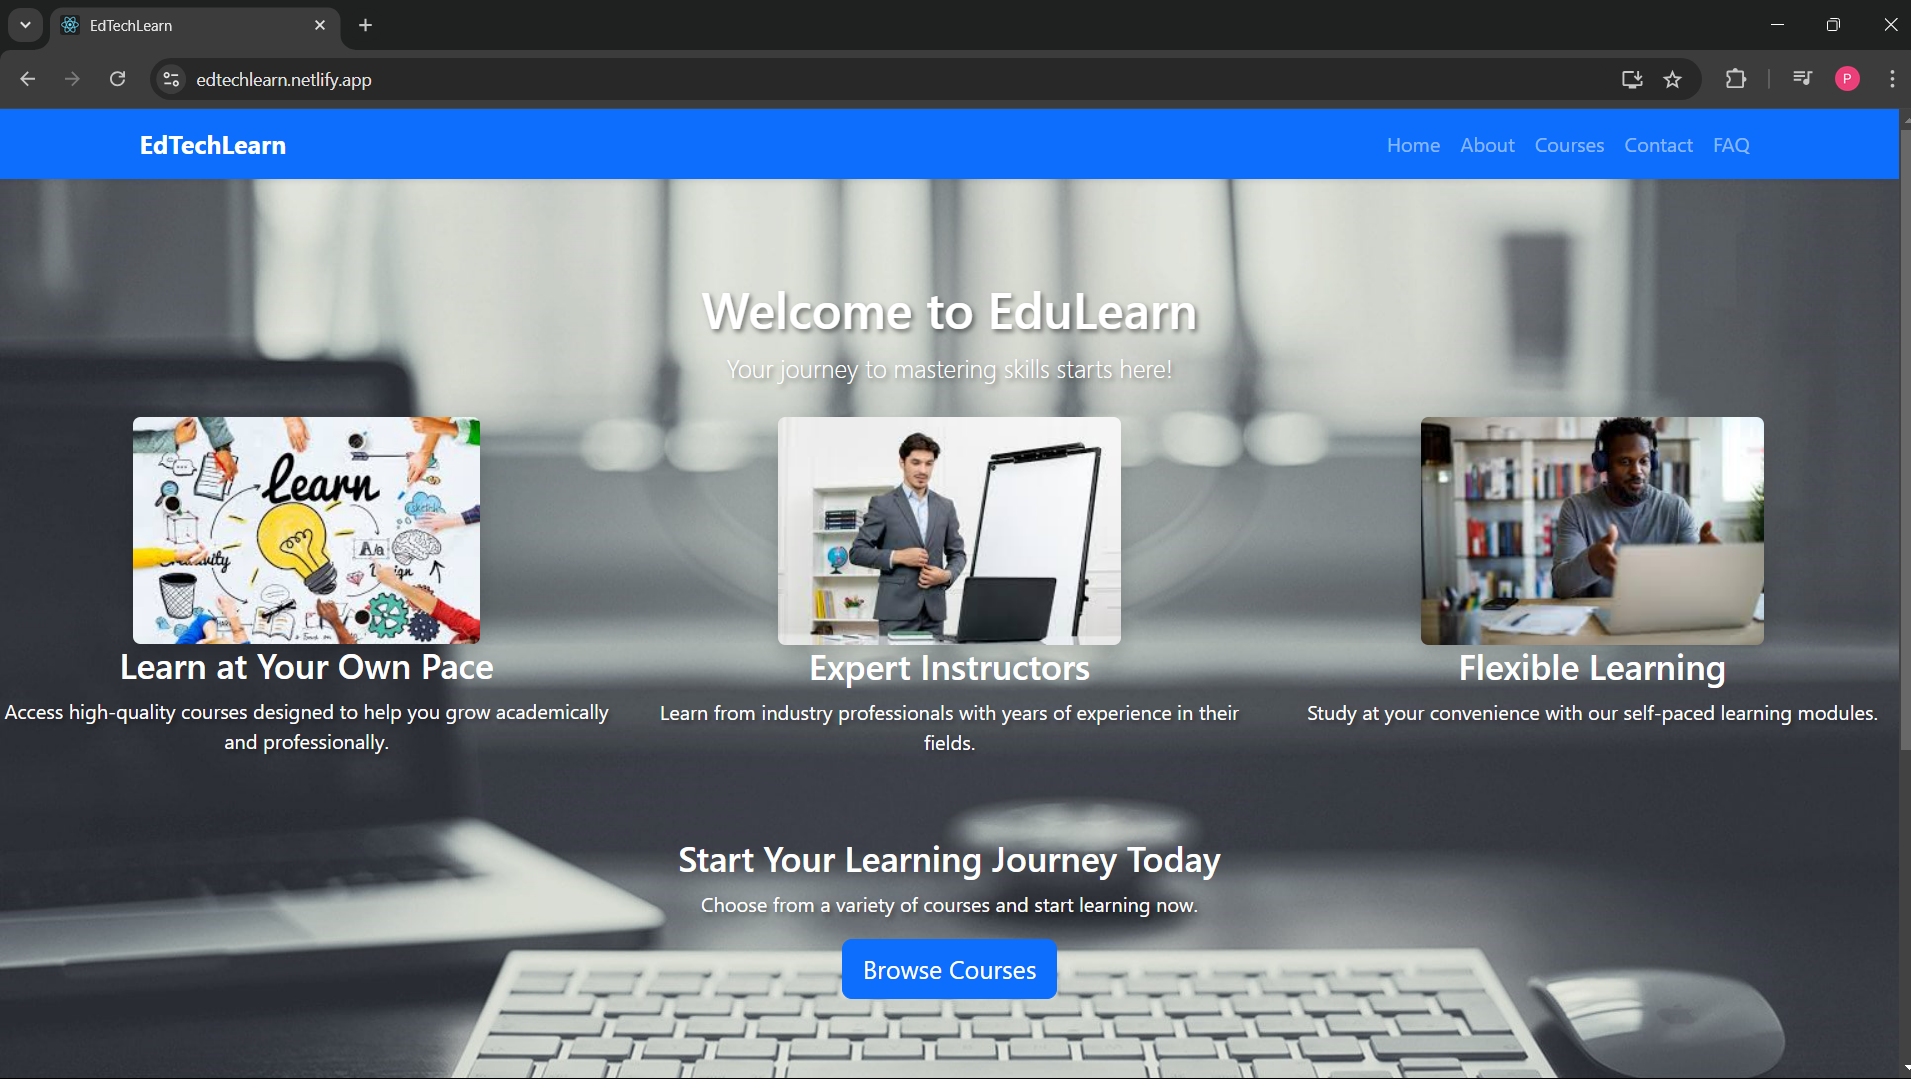 EdTechLearn
edtechlearn.netlify.app
P
EdTechLearn
Home About Courses Contact FAQ
Welcome to EduLearn
Your journey to mastering skills starts here!
Learn
sketch
Aa
Learn at Your Own Pace
Access high-quality courses designed to help you grow academically
and professionally.
Expert Instructors
Learn from industry professionals with years of experience in their
fields.
Flexible Learning
Study at your convenience with our self-paced learning modules.
Start Your Learning Journey Today
Choose from a variety of courses and start learning now.
Browse Courses